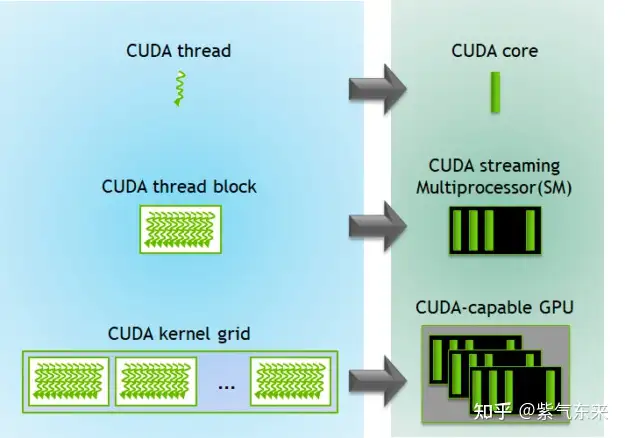 CUDA thread
CUDA core
CUDA thread block
CUDA streaming
Multiprocessor(SM)
CUDA kernel grid
CUDA-capable GPU
...
知乎 @紫气东来